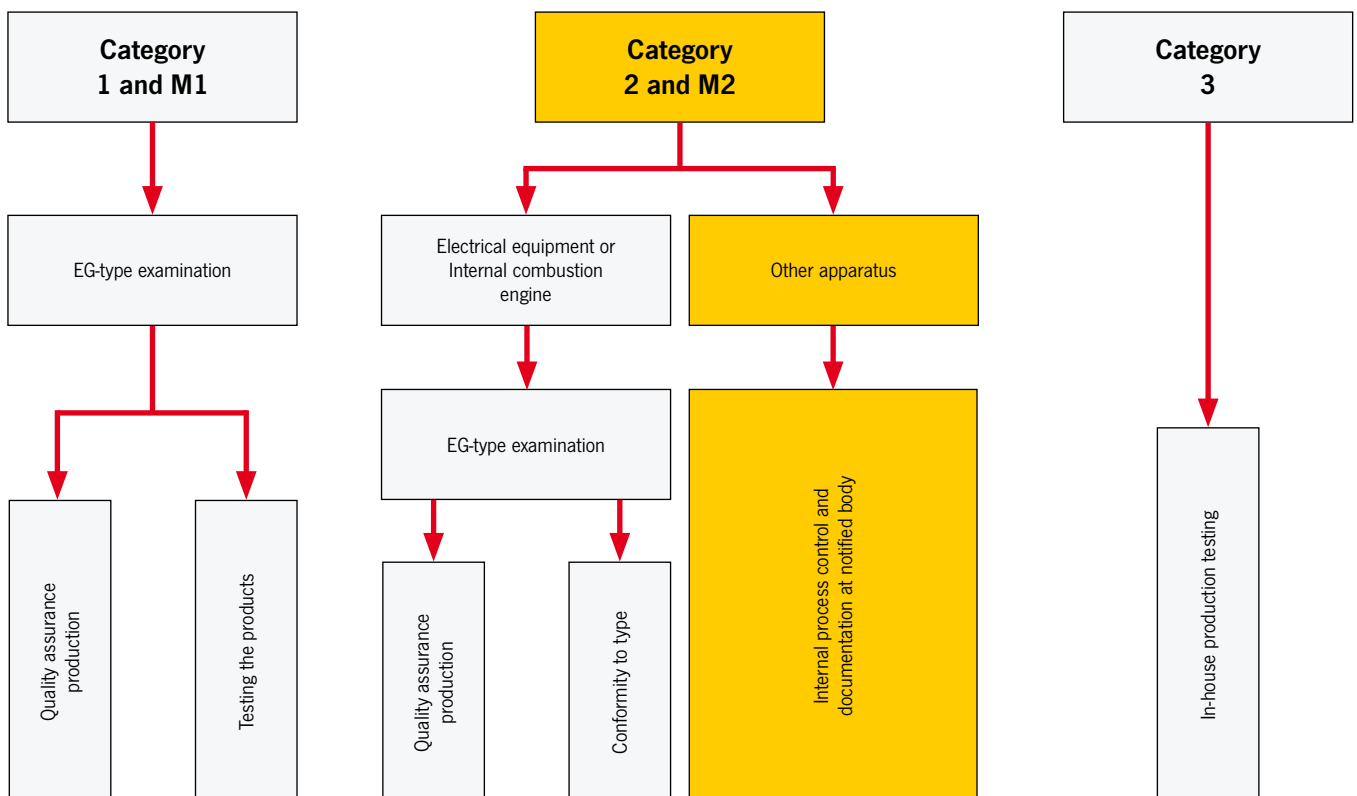 Category
1 and M1
Category
2 and M2
Category
3
EG-type examination
Electrical equipment or
Internal combustion
engine
Other apparatus
EG-type examination
Quality assurance
production
Testing the products
Quality assurance
production
Conformity to type
Internal process control and
documentation at notified body
In-house production testing